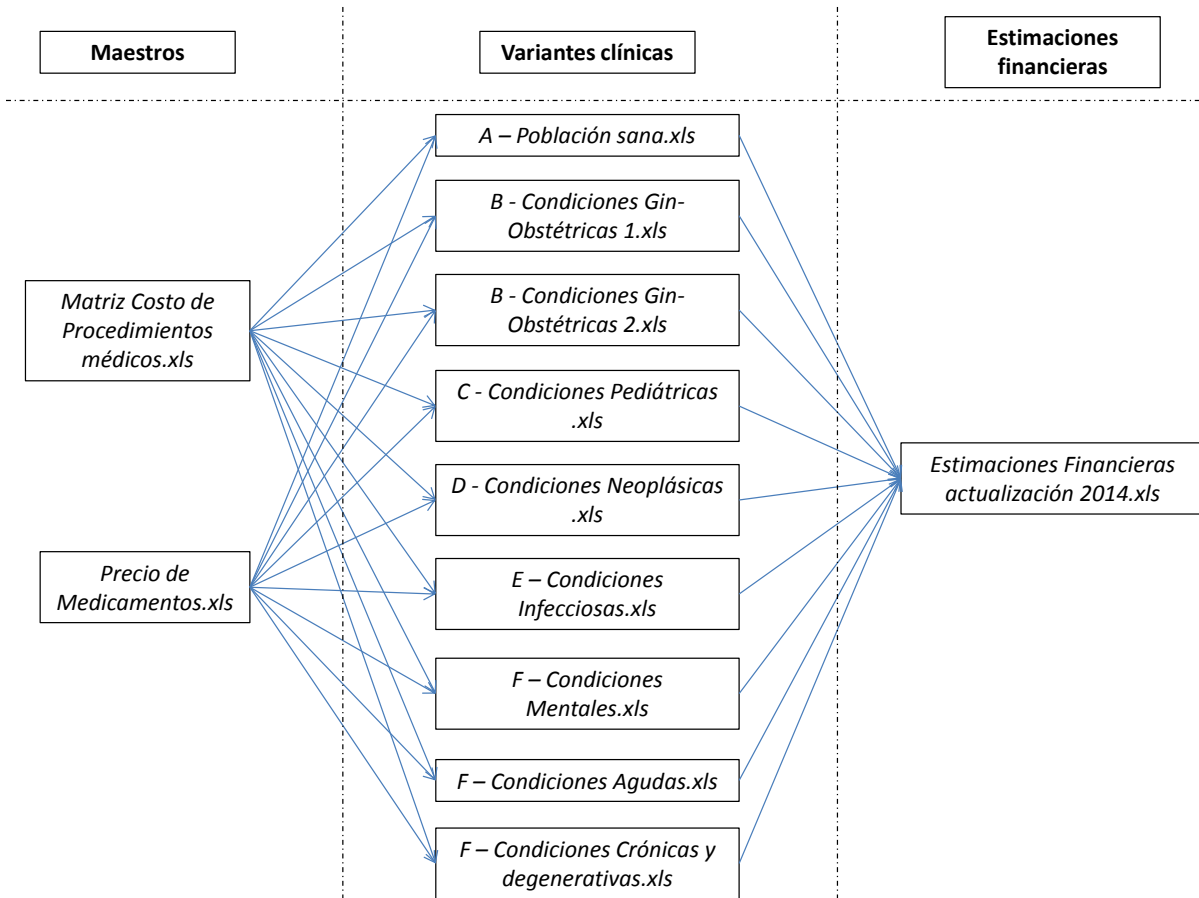 Maestros
Variantes clínicas
Estimaciones
financieras
A – Población sana.xls
B - Condiciones Gin-
Obstétricas 1.xls
B - Condiciones Gin-
Obstétricas 2.xls
C - Condiciones Pediátricas
.xls
D - Condiciones Neoplásicas
.xls
E – Condiciones
Infecciosas.xls
F – Condiciones
Mentales.xls
F – Condiciones Agudas.xls
F – Condiciones Crónicas y
degenerativas.xls
Matriz Costo de
Procedimientos
médicos.xls
Precio de
Medicamentos.xls
Estimaciones Financieras
actualización 2014.xls